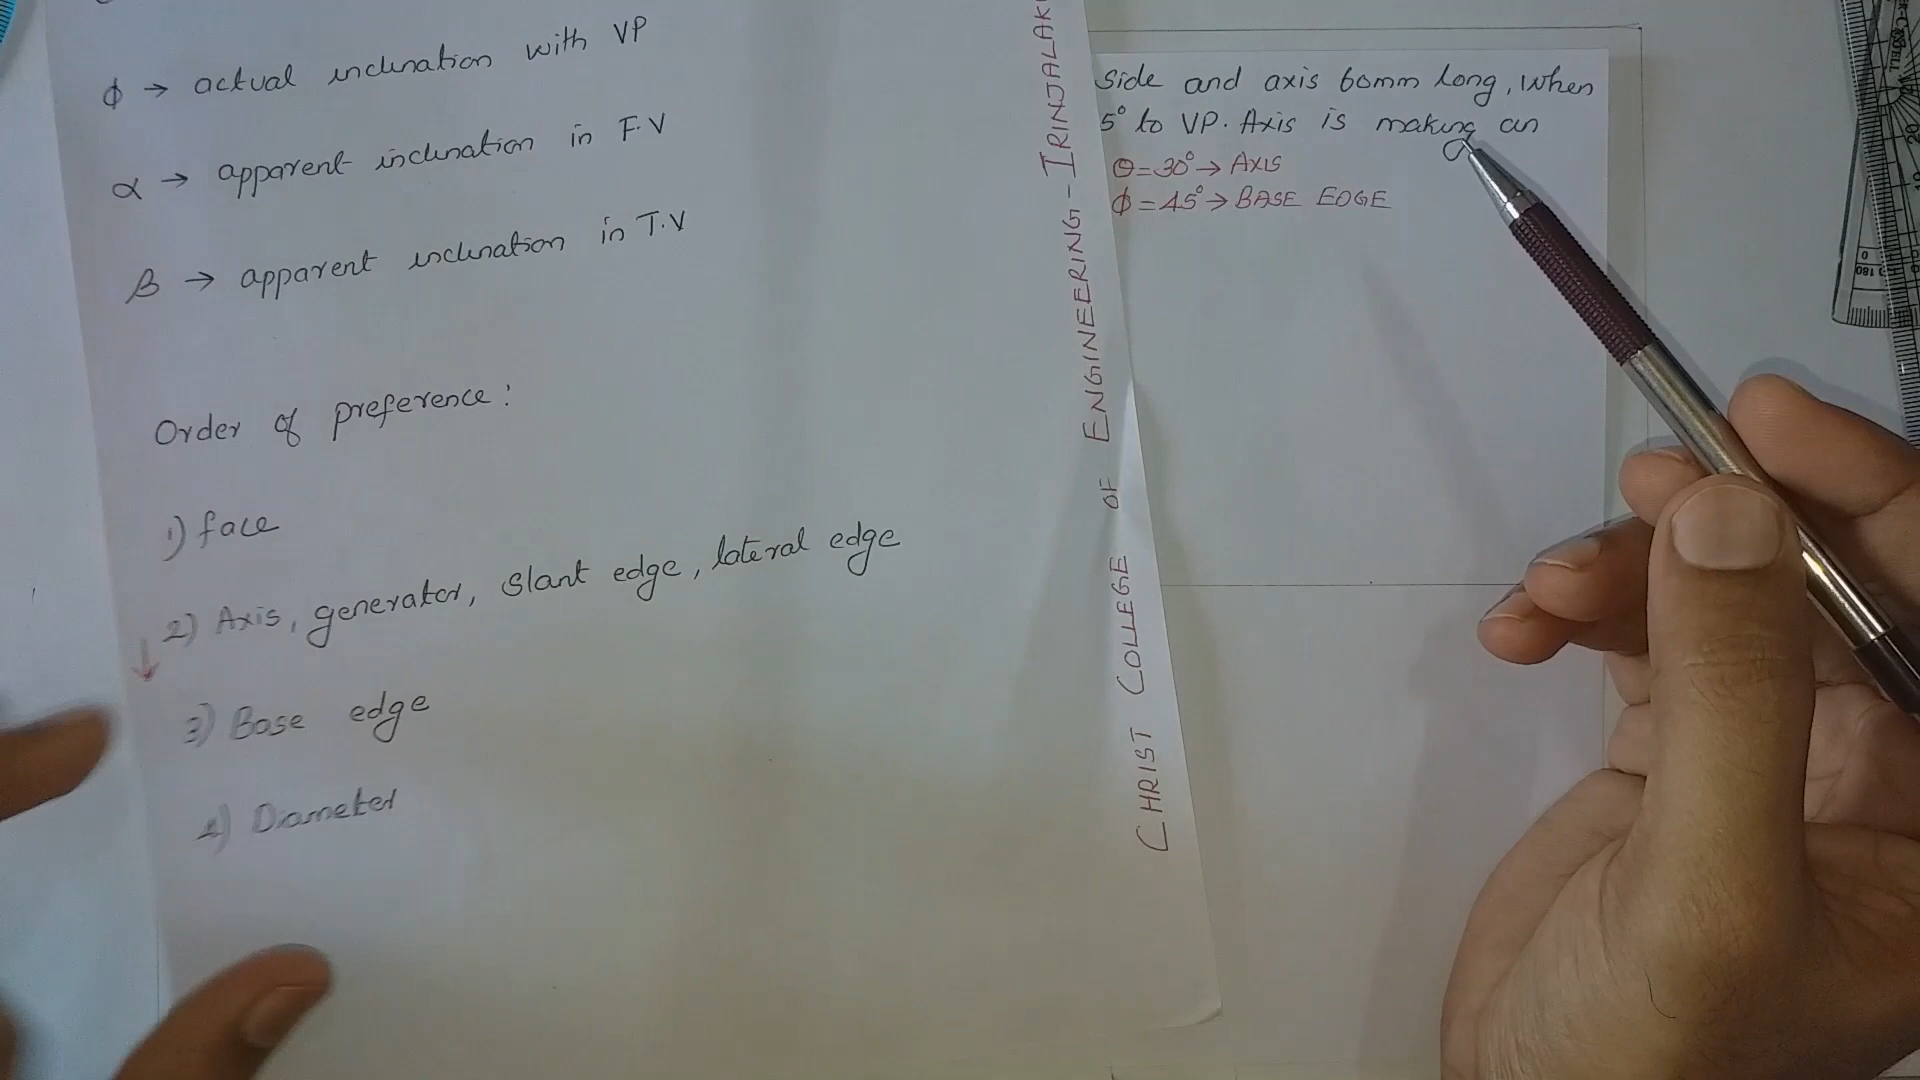 ϕ → actual inclination with VP
α → apparent inclination in F.V
β → apparent inclination in T.V
Order of preference:
1) face
2) Axis, generator, slant edge, lateral edge
3) Base edge
4) Diameter
CHRIST COLLEGE OF ENGINEERING-IRINJALAK
side and axis 60mm long, when
5° to VP. Axis is making an
θ=30° → AXIS
ϕ=45° → BASE EDGE
0
180